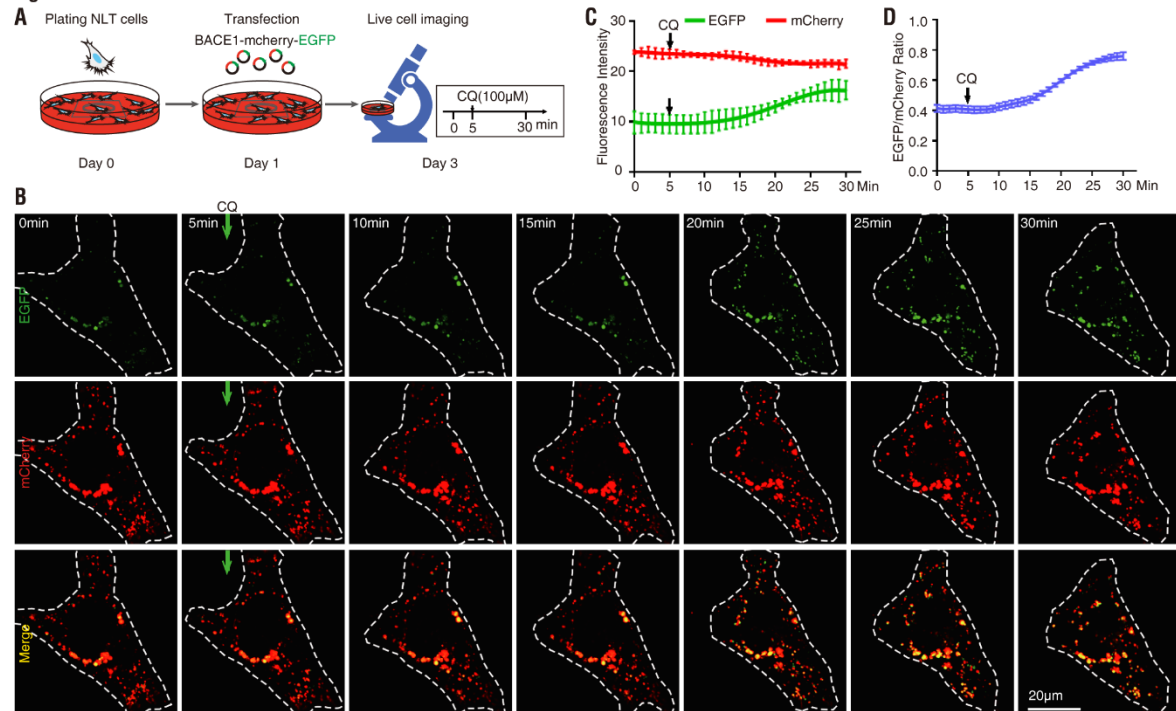 A
Plating NLT cells
Transfection
BACE1-mcherry-EGFP
Live cell imaging
CQ(100μM)
0 5 30 min
Day 0
Day 1
Day 3
C
CQ
EGFP
mCherry
Fluorescence Intensity
30
20
10
0
0 5 10 15 20 25 30 Min
D
CQ
EGFP/mCherry Ratio
1.0
0.8
0.6
0.4
0.2
0.0
0 5 10 15 20 25 30 Min
B
CQ
0min 5min 10min 15min 20min 25min 30min
EGFP
mCherry
Merge
20μm